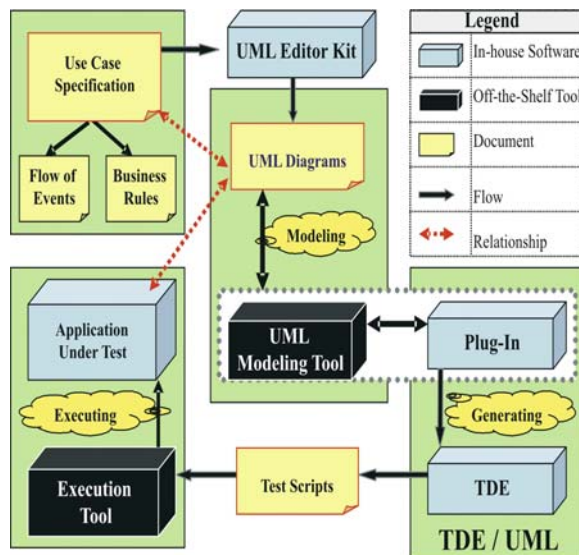 Use Case
Specification
UML Editor Kit
Legend
In-house Software
Off-the-Shelf Tool
Document
Flow
Relationship
Flow of
Events
Business
Rules
UML Diagrams
Modeling
Application
Under Test
UML
Modeling Tool
Plug-In
Executing
Generating
Execution
Tool
Test Scripts
TDE
TDE / UML